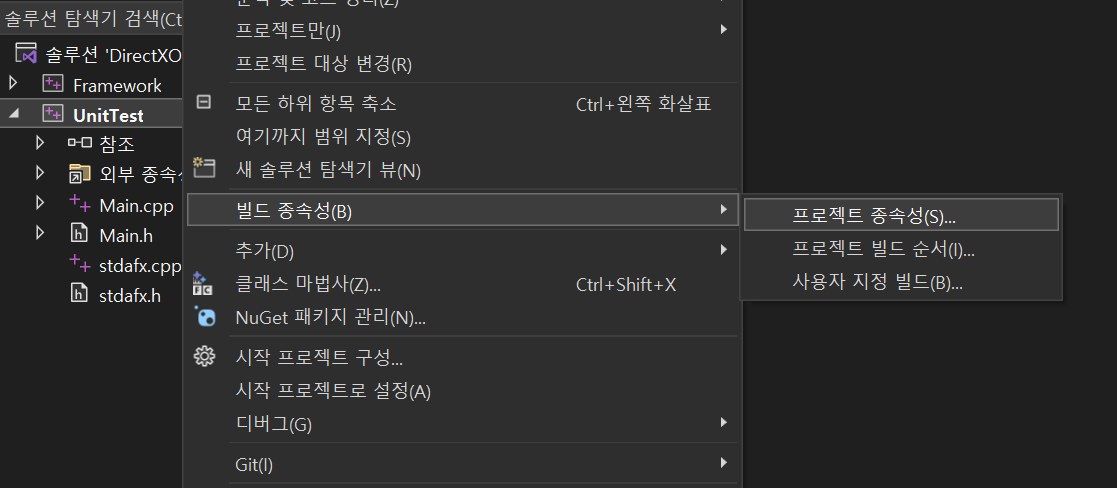 솔루션 탐색기 검색(Ct
솔루션 'DirectXO
Framework
UnitTest
참조
외부 종속성
Main.cpp
Main.h
stdafx.cpp
stdafx.h
프로젝트만(J)
프로젝트 대상 변경(R)
모든 하위 항목 축소 Ctrl+왼쪽 화살표
여기까지 범위 지정(S)
새 솔루션 탐색기 뷰(N)
빌드 종속성(B)
추가(D)
클래스 마법사(Z)... Ctrl+Shift+X
NuGet 패키지 관리(N)...
시작 프로젝트 구성...
시작 프로젝트로 설정(A)
디버그(G)
Git(I)
프로젝트 종속성(S)...
프로젝트 빌드 순서(I)...
사용자 지정 빌드(B)...